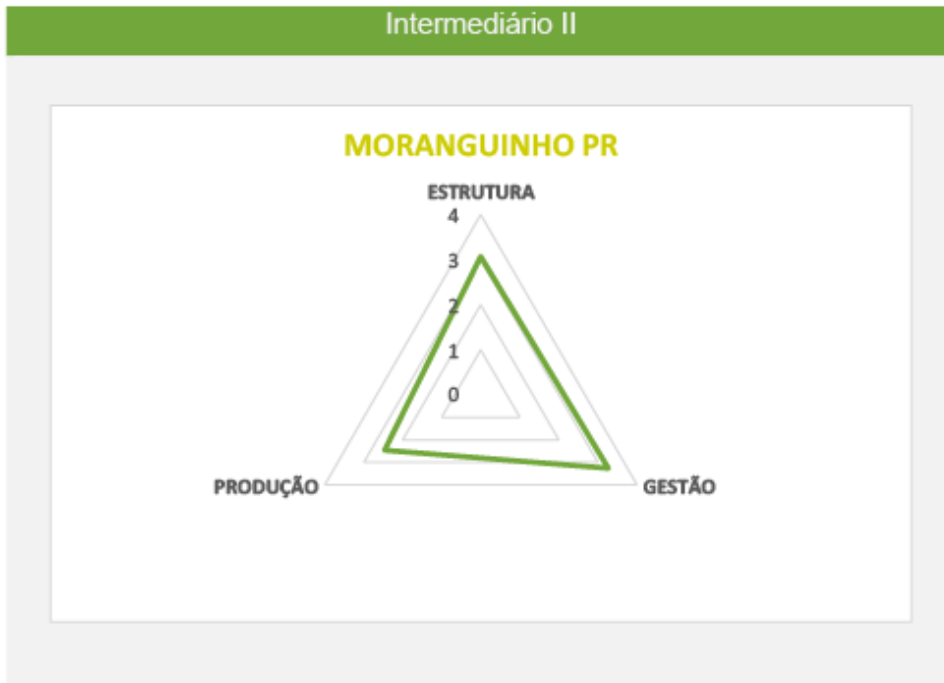 Intermediário II
MORANGUINHO PR
ESTRUTURA
4
3
2
1
0
PRODUÇÃO
GESTÃO